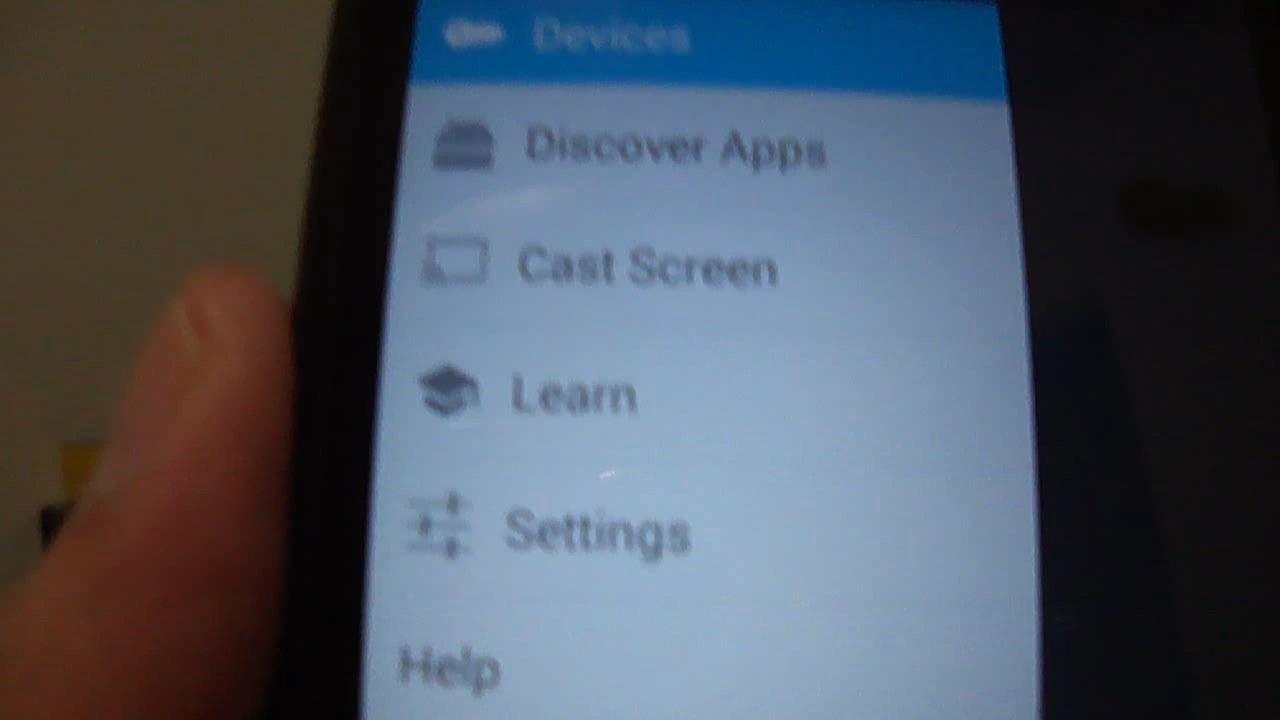 Devices
Discover Apps
Cast Screen
Learn
Settings
Help